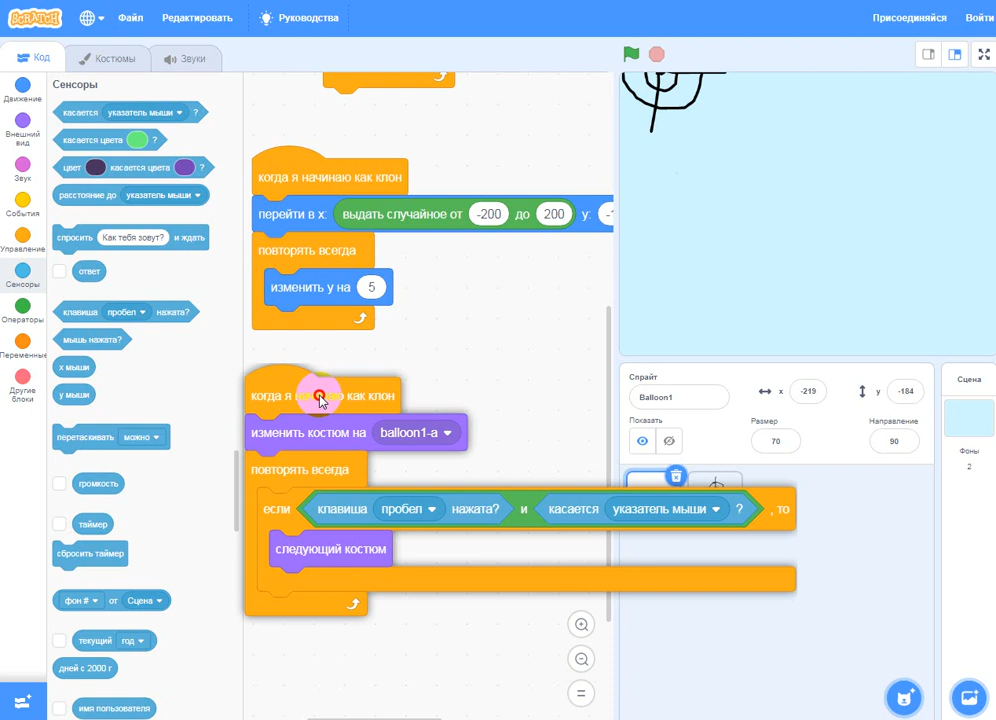 SCRATCH Файл Редактировать Руководства Присоединяйся Войти
Код Костюмы Звуки
Движение
Внешний вид
Звук
События
Управление
Сенсоры
Операторы
Переменные
Другие блоки
Сенсоры
касается указатель мыши ?
касается цвета ?
цвет касается цвета ?
расстояние до указатель мыши
спросить Как тебя зовут? и ждать
ответ
клавиша пробел нажата?
мышь нажата?
х мыши
у мыши
перетаскивать можно
громкость
таймер
сбросить таймер
фон # от Сцена
текущий год
дней с 2000 г
имя пользователя
когда я начинаю как клон
перейти в х: выдать случайное от -200 до 200 у:
повторять всегда
изменить у на 5
когда я начинаю как клон
изменить костюм на balloon1-a
повторять всегда
если клавиша пробел нажата? и касается указатель мыши ? , то
следующий костюм
Спрайт
Balloon1
x -219
y -184
Показать
Размер
70
Направление
90
Сцена
Фоны
2